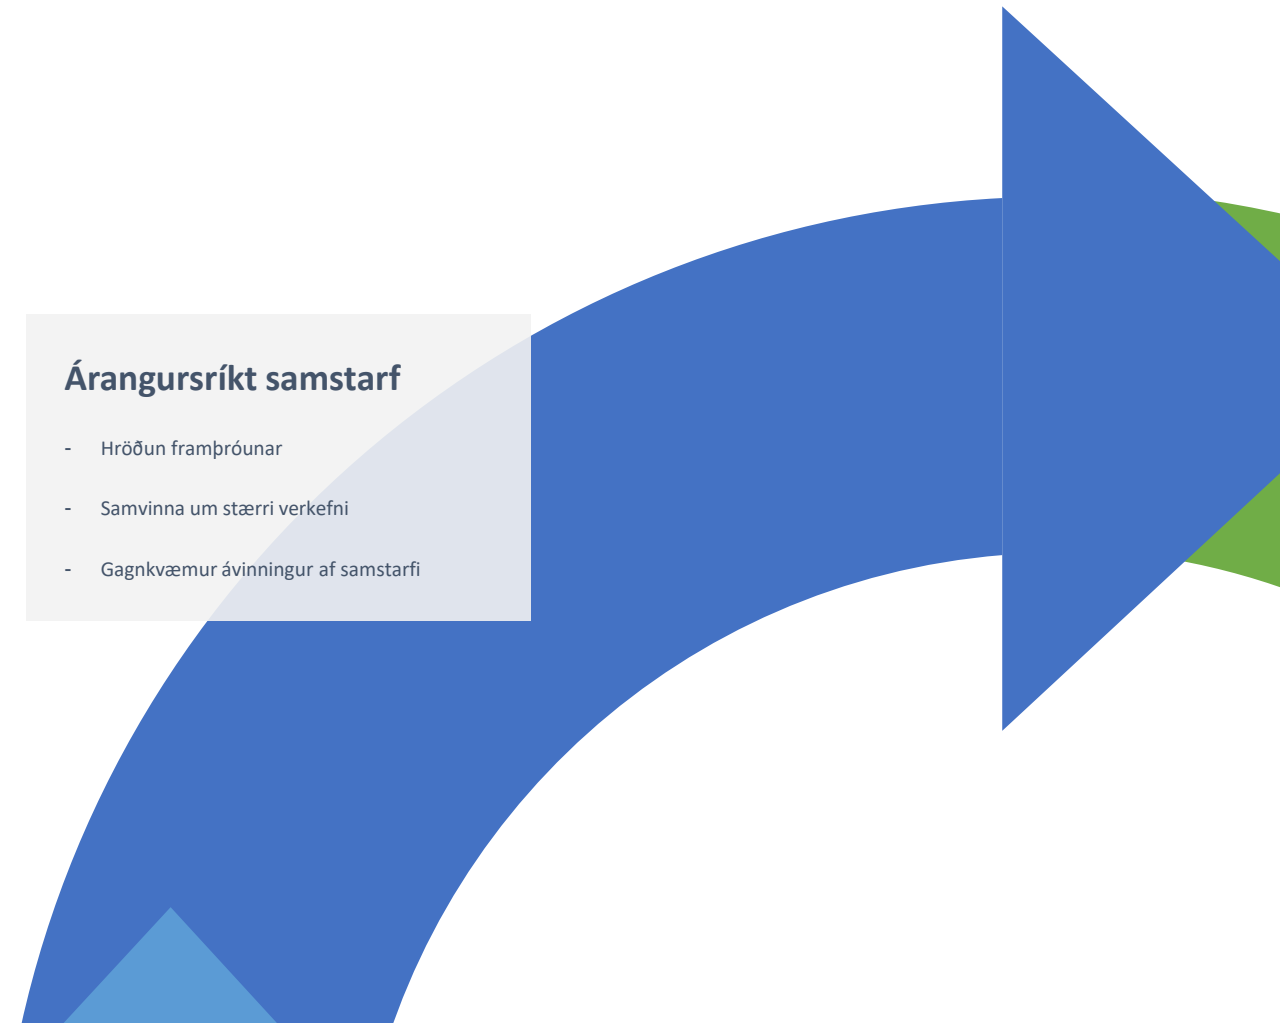 Árangursríkt samstarf
- Hröðun framþróunar
- Samvinna um stærri verkefni
- Gagnkvæmur ávinningur af samstarfi